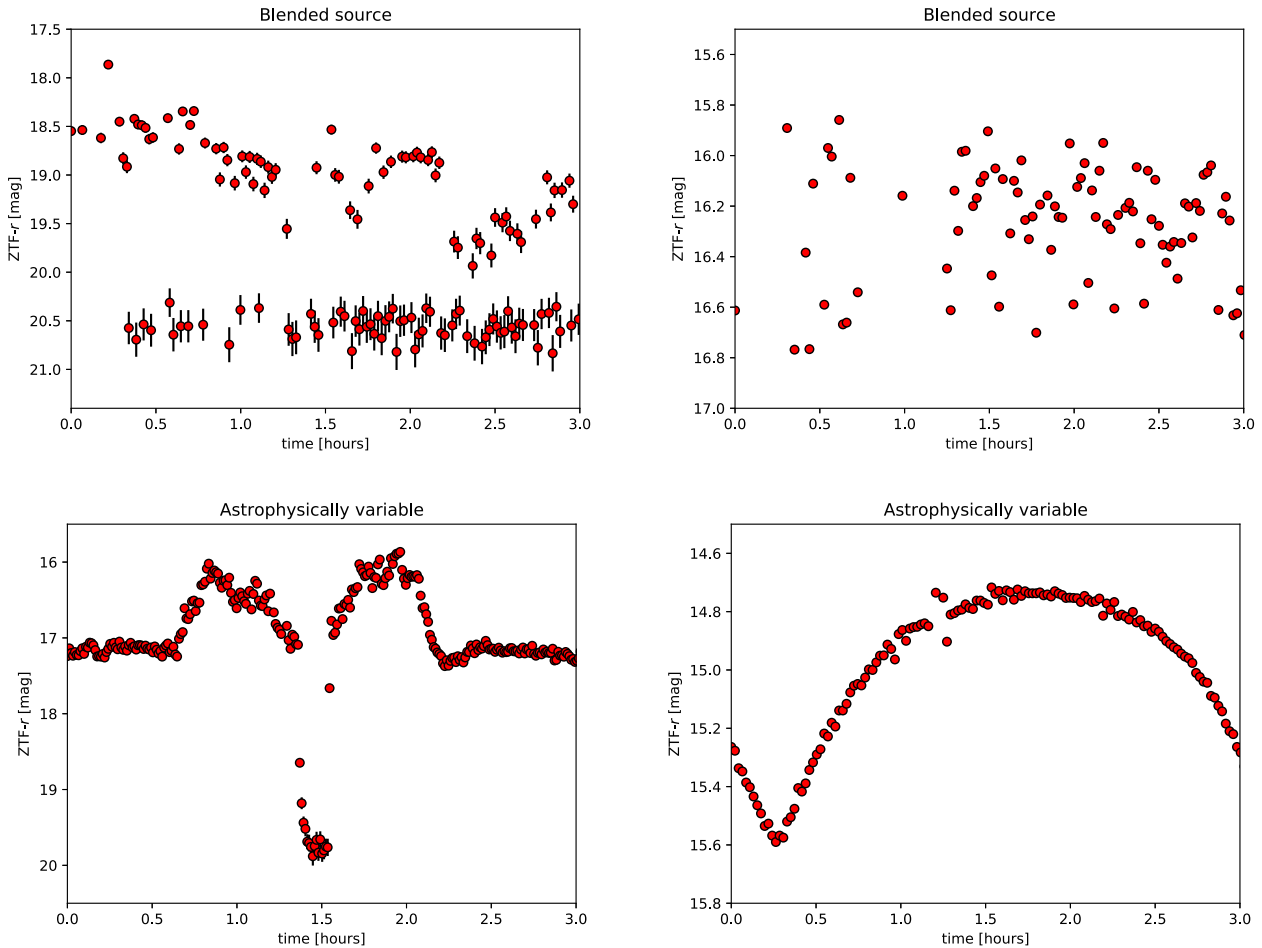 Blended source
17.5
18.0
18.5
19.0
19.5
20.0
20.5
21.0
ZTF-r [mag]
0.0 0.5 1.0 1.5 2.0 2.5 3.0
time [hours]
Blended source
15.6
15.8
16.0
16.2
16.4
16.6
16.8
17.0
ZTF-r [mag]
0.0 0.5 1.0 1.5 2.0 2.5 3.0
time [hours]
Astrophysically variable
16
17
18
19
20
ZTF-r [mag]
0.0 0.5 1.0 1.5 2.0 2.5 3.0
time [hours]
Astrophysically variable
14.6
14.8
15.0
15.2
15.4
15.6
15.8
ZTF-r [mag]
0.0 0.5 1.0 1.5 2.0 2.5 3.0
time [hours]